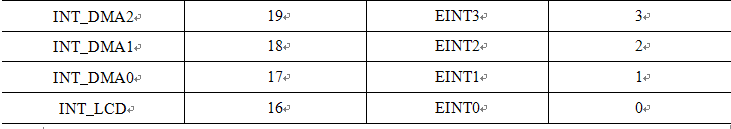 INT_DMA2 19 EINT3 3
INT_DMA1 18 EINT2 2
INT_DMA0 17 EINT1 1
INT_LCD 16 EINT0 0